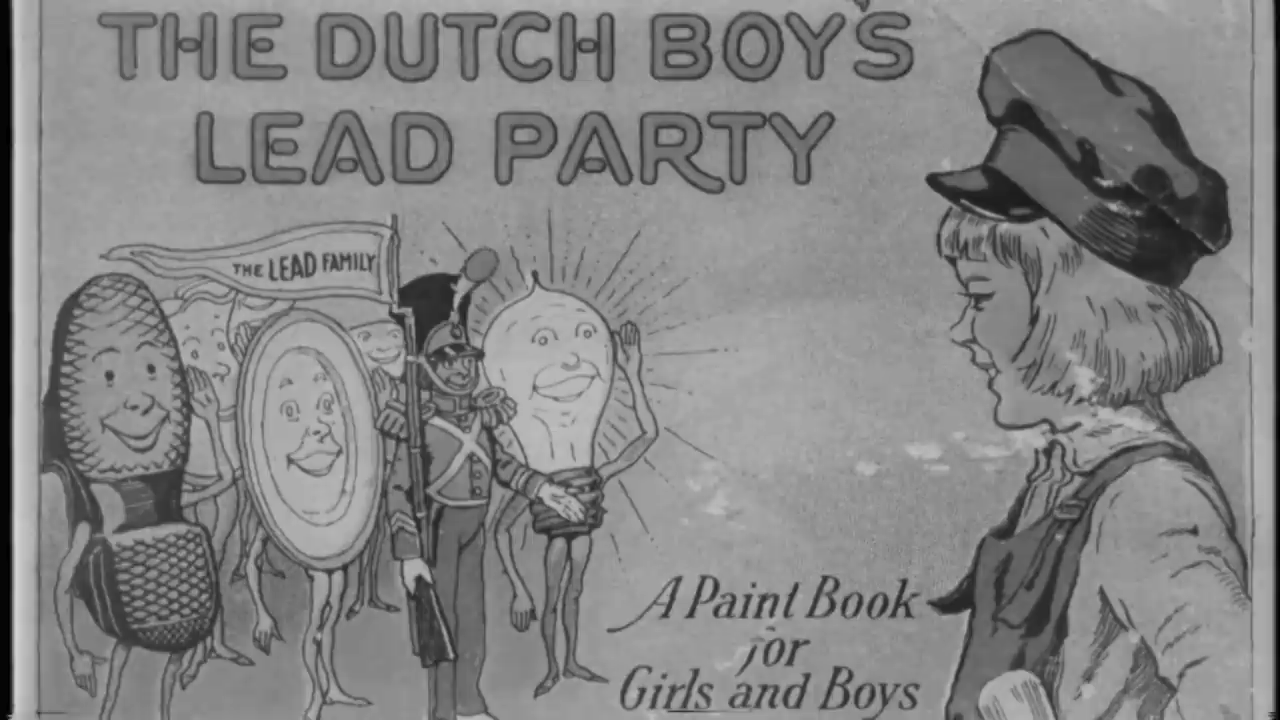 THE DUTCH BOY'S
LEAD PARTY
THE LEAD FAMILY
A Paint Book
for
Girls and Boys